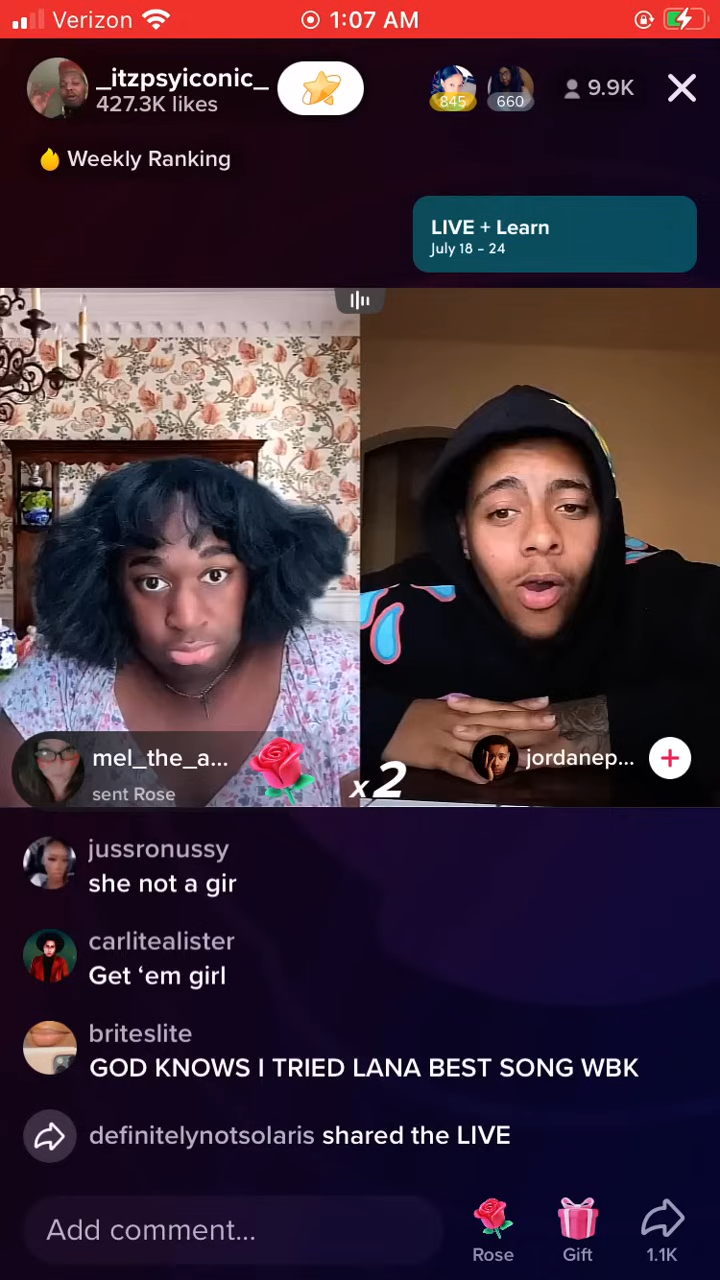 Verizon
1:07 AM
_itzpsyiconic_
427.3K likes
845
660
9.9K
Weekly Ranking
LIVE + Learn
July 18 - 24
mel_the_a...
sent Rose
x2
jordanep...
jussronussy
she not a gir
carlitealister
Get ‘em girl
briteslite
GOD KNOWS I TRIED LANA BEST SONG WBK
definitelynotsolaris shared the LIVE
Add comment...
Rose
Gift
1.1K